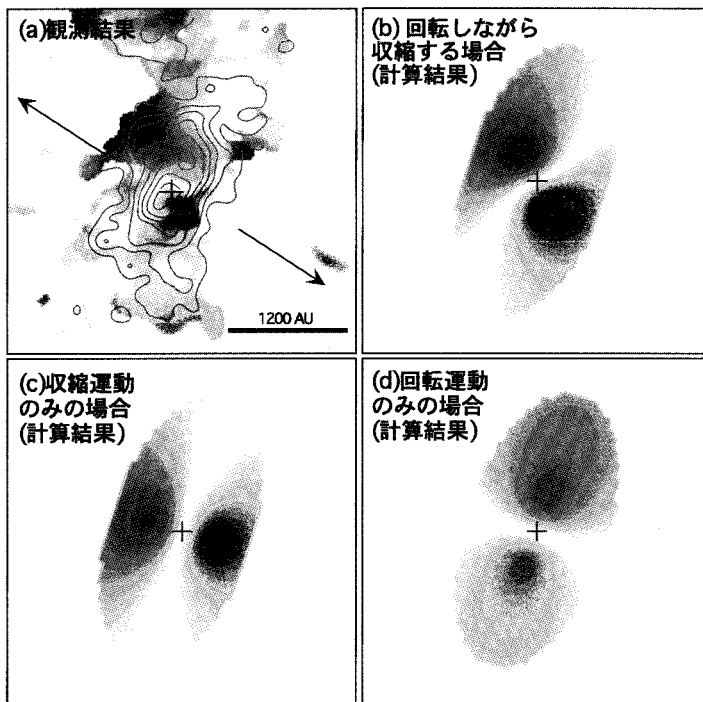 (a)観測結果
1200 AU
(b) 回転しながら
収縮する場合
(計算結果)
(c)収縮運動
のみの場合
(計算結果)
(d)回転運動
のみの場合
(計算結果)